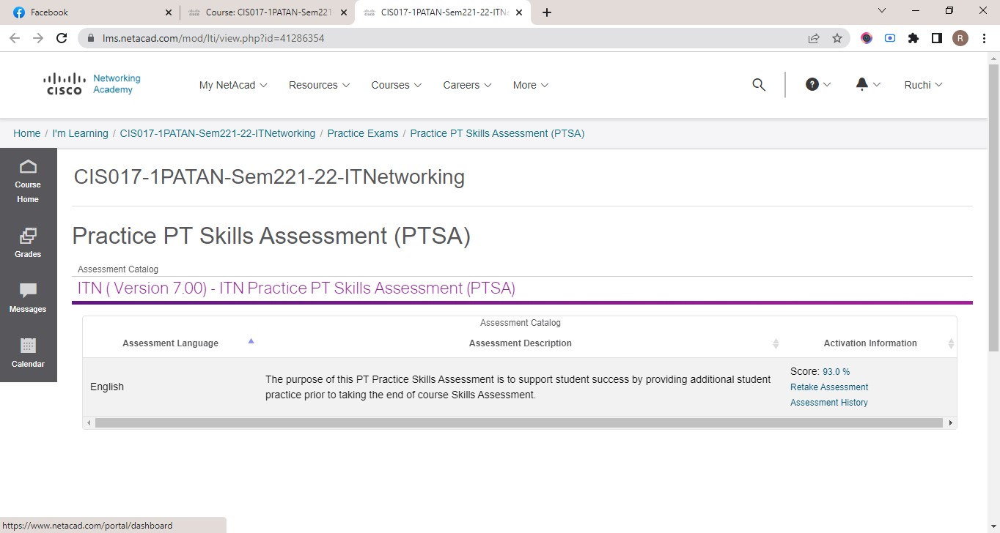 Facebook
Course: CIS017-1PATAN-Sem221
CIS017-1PATAN-Sem221-22-ITNe
lms.netacad.com/mod/lti/view.php?id=41286354
R
CISCO Networking Academy
My NetAcad
Resources
Courses
Careers
More
?
Ruchi
Home / I'm Learning / CIS017-1PATAN-Sem221-22-ITNetworking / Practice Exams / Practice PT Skills Assessment (PTSA)
Course
Home
Grades
Messages
Calendar
CIS017-1PATAN-Sem221-22-ITNetworking
Practice PT Skills Assessment (PTSA)
Assessment Catalog
ITN ( Version 7.00) - ITN Practice PT Skills Assessment (PTSA)
Assessment Catalog
Assessment Language
Assessment Description
Activation Information
English
The purpose of this PT Practice Skills Assessment is to support student success by providing additional student
practice prior to taking the end of course Skills Assessment.
Score: 93.0 %
Retake Assessment
Assessment History
https://www.netacad.com/portal/dashboard